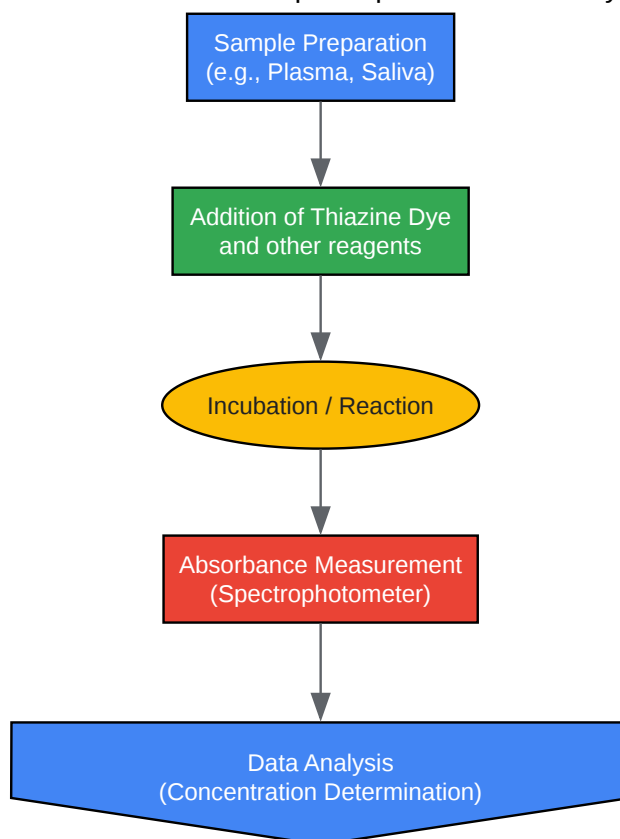 Sample Preparation
(e.g., Plasma, Saliva)
Addition of Thiazine Dye
and other reagents
Incubation / Reaction
Absorbance Measurement
(Spectrophotometer)
Data Analysis
(Concentration Determination)